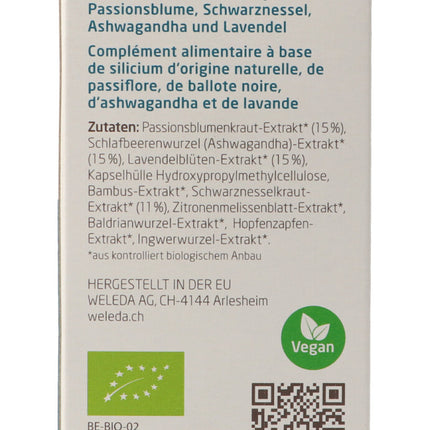 Passionsblume, Schwarznessel,
Ashwagandha und Lavendel
Complément alimentaire à base
de silicium d'origine naturelle, de
passiflore, de ballote noire,
d'ashwagandha et de lavande
Zutaten: Passionsblumenkraut-Extrakt* (15%),
Schlafbeerenwurzel (Ashwagandha)-Extrakt*
(15%), Lavendelblüten-Extrakt* (15%),
Kapselhülle Hydroxypropylmethylcellulose,
Bambus-Extrakt*, Schwarznesselkraut-
Extrakt* (11%), Zitronenmelissenblatt-Extrakt*,
Baldrianwurzel-Extrakt*, Hopfenzapfen-
Extrakt*, Ingwerwurzel-Extrakt*.
*aus kontrolliert biologischem Anbau
HERGESTELLT IN DER EU
WELEDA AG, CH-4144 Arlesheim
weleda.ch
Vegan
BE-BIO-02